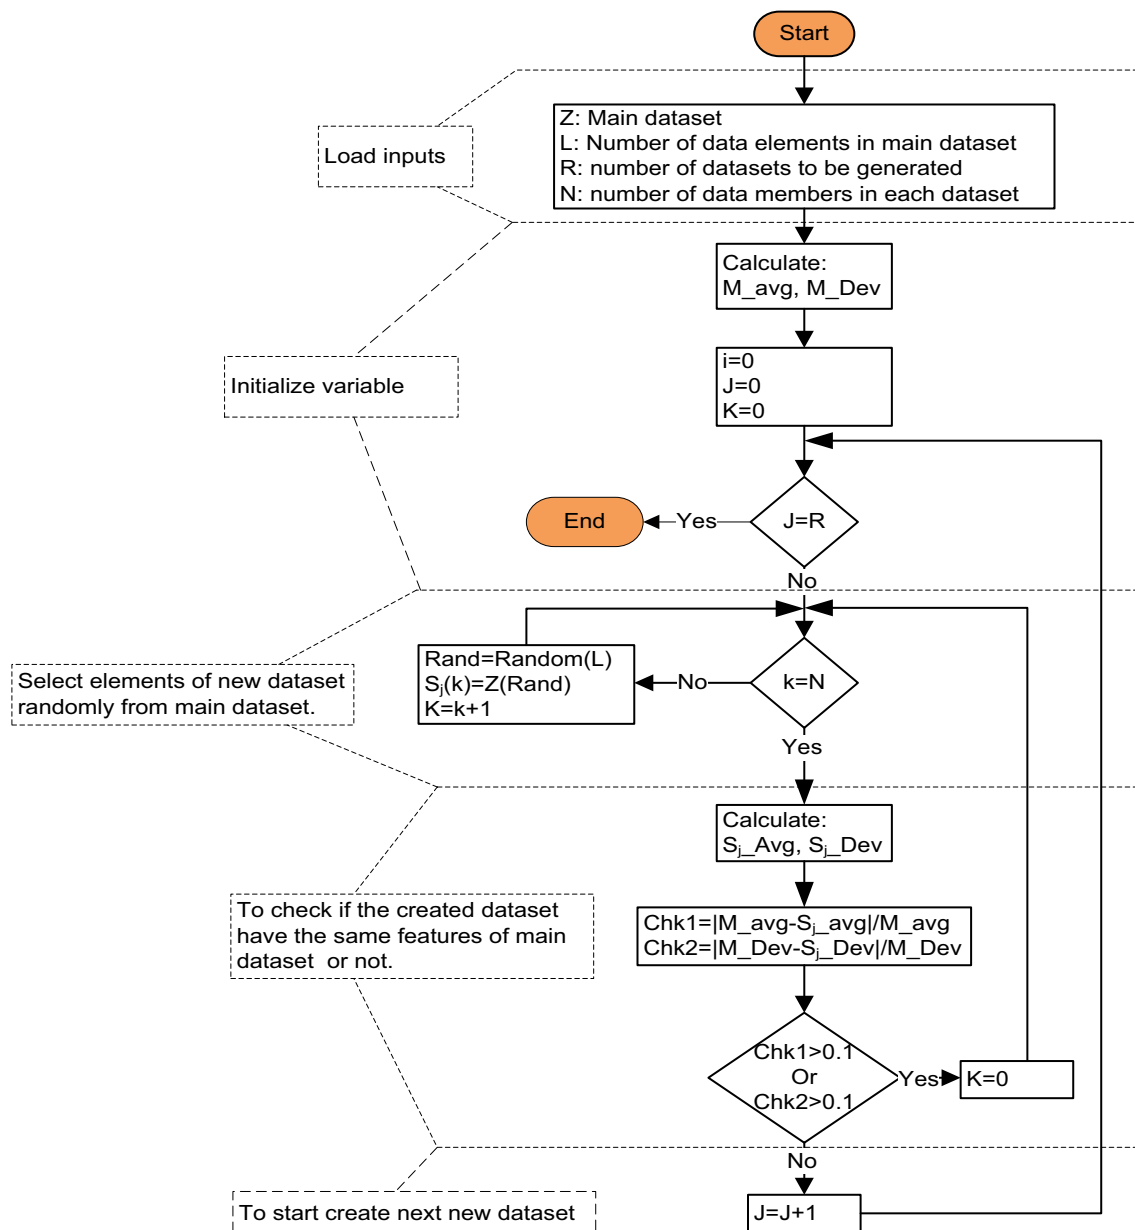 Start
Load inputs
Z: Main dataset
L: Number of data elements in main dataset
R: number of datasets to be generated
N: number of data members in each dataset
Calculate:
M_avg, M_Dev
Initialize variable
i=0
J=0
K=0
End
Yes
J=R
No
Select elements of new dataset
randomly from main dataset.
Rand=Random(L)
Sj(k)=Z(Rand)
K=k+1
No
k=N
Yes
Calculate:
Sj_Avg, Sj_Dev
To check if the created dataset
have the same features of main
dataset or not.
Chk1=|M_avg-Sj_avg|/M_avg
Chk2=|M_Dev-Sj_Dev|/M_Dev
Chk1>0.1
Or
Chk2>0.1
Yes
K=0
No
To start create next new dataset
J=J+1